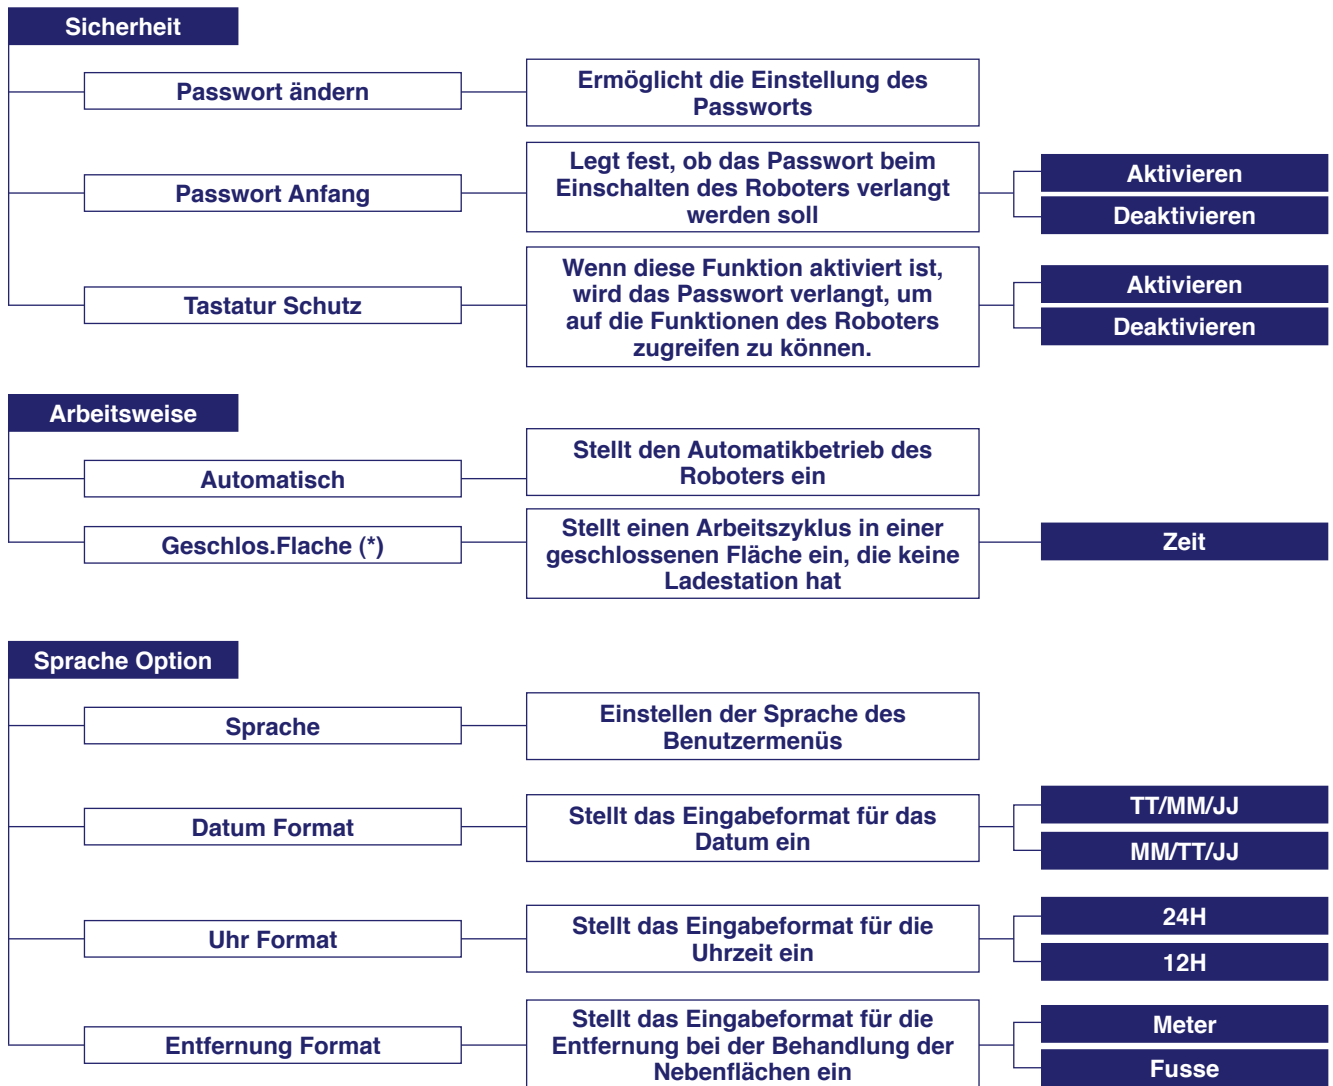 Sicherheit
Passwort ändern
Ermöglicht die Einstellung des
Passworts
Passwort Anfang
Legt fest, ob das Passwort beim
Einschalten des Roboters verlangt
werden soll
Aktivieren
Deaktivieren
Tastatur Schutz
Wenn diese Funktion aktiviert ist,
wird das Passwort verlangt, um
auf die Funktionen des Roboters
zugreifen zu können.
Aktivieren
Deaktivieren
Arbeitsweise
Automatisch
Stellt den Automatikbetrieb des
Roboters ein
Geschlos.Flache (*)
Stellt einen Arbeitszyklus in einer
geschlossenen Fläche ein, die keine
Ladestation hat
Zeit
Sprache Option
Sprache
Einstellen der Sprache des
Benutzermenüs
Datum Format
Stellt das Eingabeformat für das
Datum ein
TT/MM/JJ
MM/TT/JJ
Uhr Format
Stellt das Eingabeformat für die
Uhrzeit ein
24H
12H
Entfernung Format
Stellt das Eingabeformat für die
Entfernung bei der Behandlung der
Nebenflächen ein
Meter
Fusse